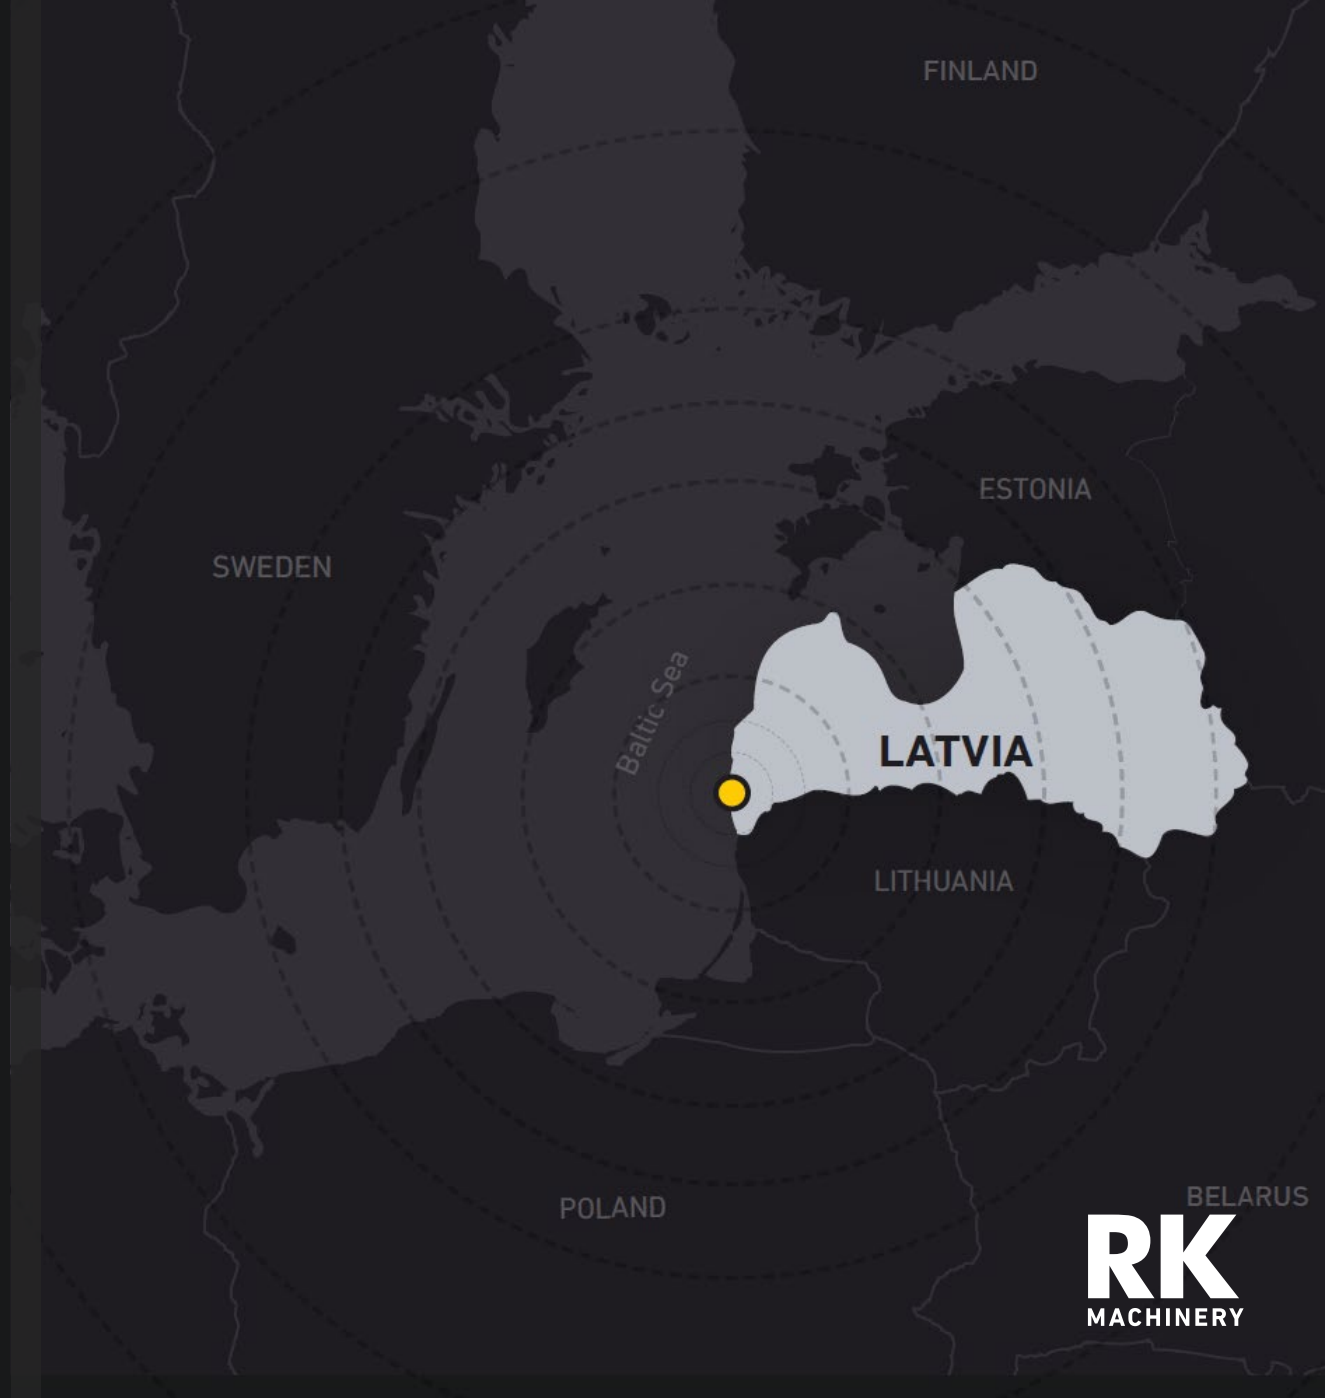 FINLAND
ESTONIA
SWEDEN
Baltic Sea
LATVIA
LITHUANIA
POLAND
BELARUS
RK
MACHINERY